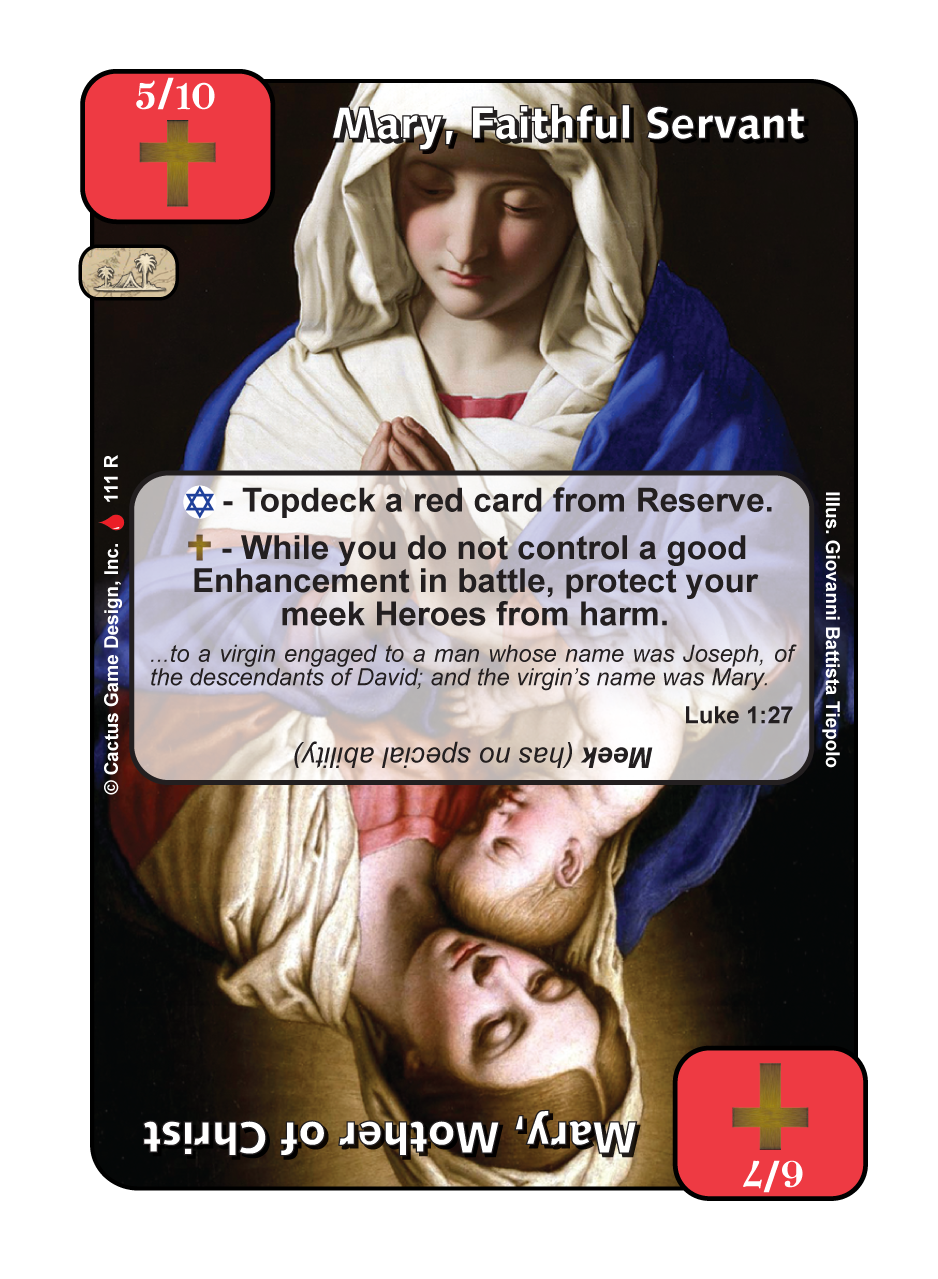 5/10
Mary, Faithful Servant
- Topdeck a red card from Reserve.
- While you do not control a good
Enhancement in battle, protect your
meek Heroes from harm.
...to a virgin engaged to a man whose name was Joseph, of
the descendants of David; and the virgin's name was Mary.
Luke 1:27
Meek (has no special ability)
© Cactus Game Design, Inc. 111 R
Illus. Giovanni Battista Tiepolo
Mary, Mother of Christ
6/7